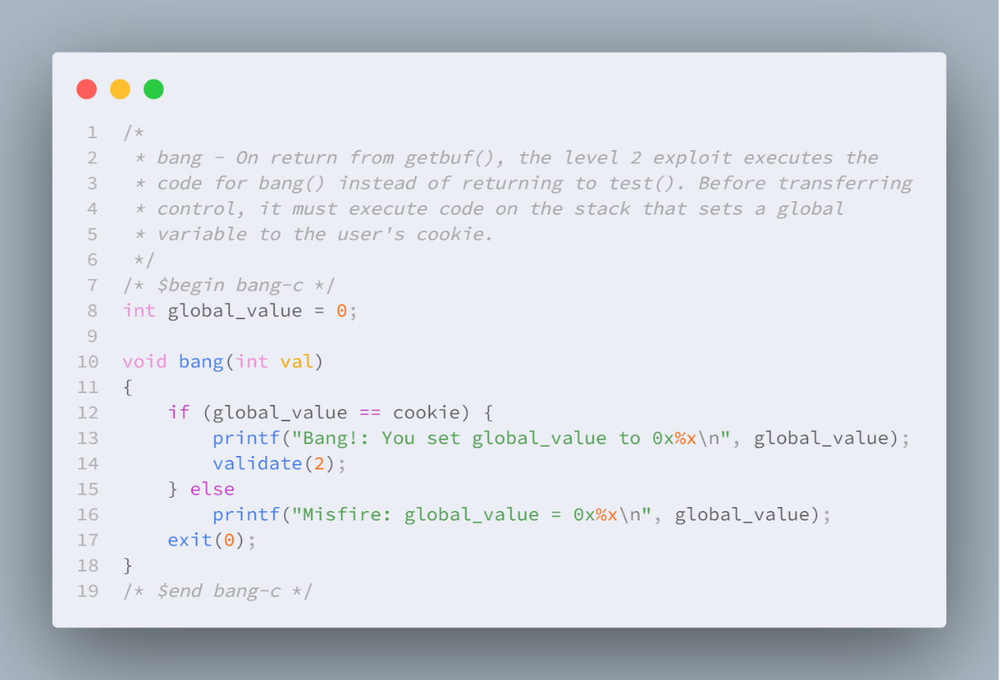 1 /*
2  * bang - On return from getbuf(), the level 2 exploit executes the
3  * code for bang() instead of returning to test(). Before transferring
4  * control, it must execute code on the stack that sets a global
5  * variable to the user's cookie.
6  */
7 /* $begin bang-c */
8 int global_value = 0;
9
10 void bang(int val)
11 {
12     if (global_value == cookie) {
13         printf("Bang!: You set global_value to 0x%x\n", global_value);
14         validate(2);
15     } else
16         printf("Misfire: global_value = 0x%x\n", global_value);
17     exit(0);
18 }
19 /* $end bang-c */